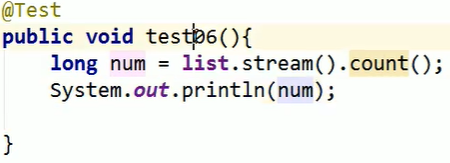 @Test
public void test06(){
    long num = list.stream().count();
    System.out.println(num);

}